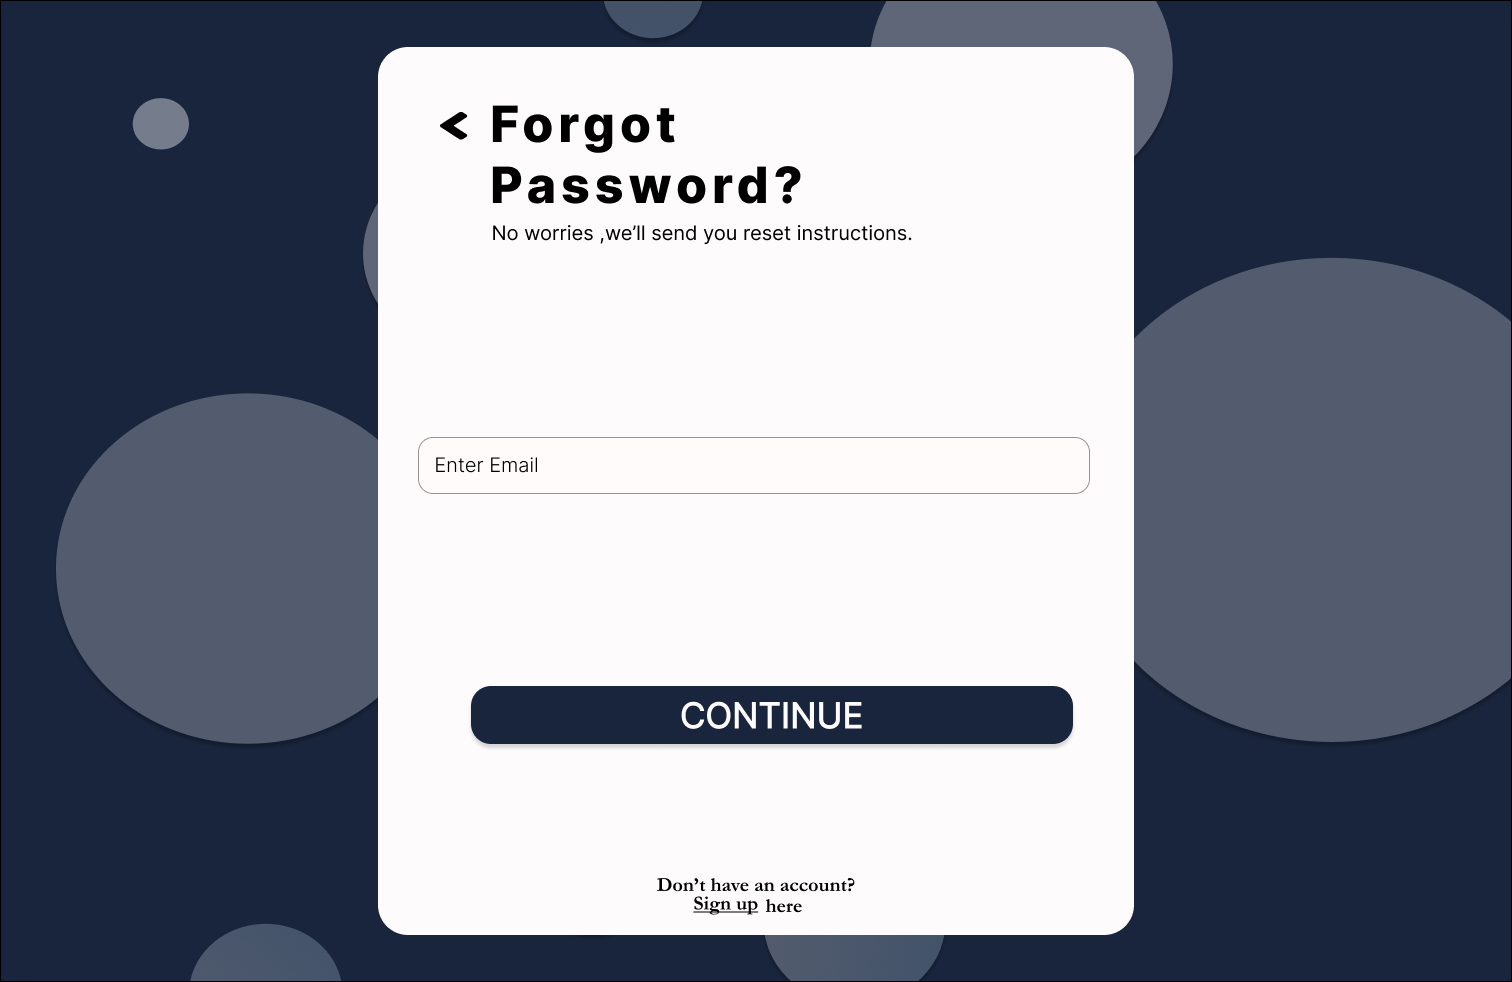 < Forgot
Password?
No worries ,we’ll send you reset instructions.
Enter Email
CONTINUE
Don’t have an account?
Sign up here